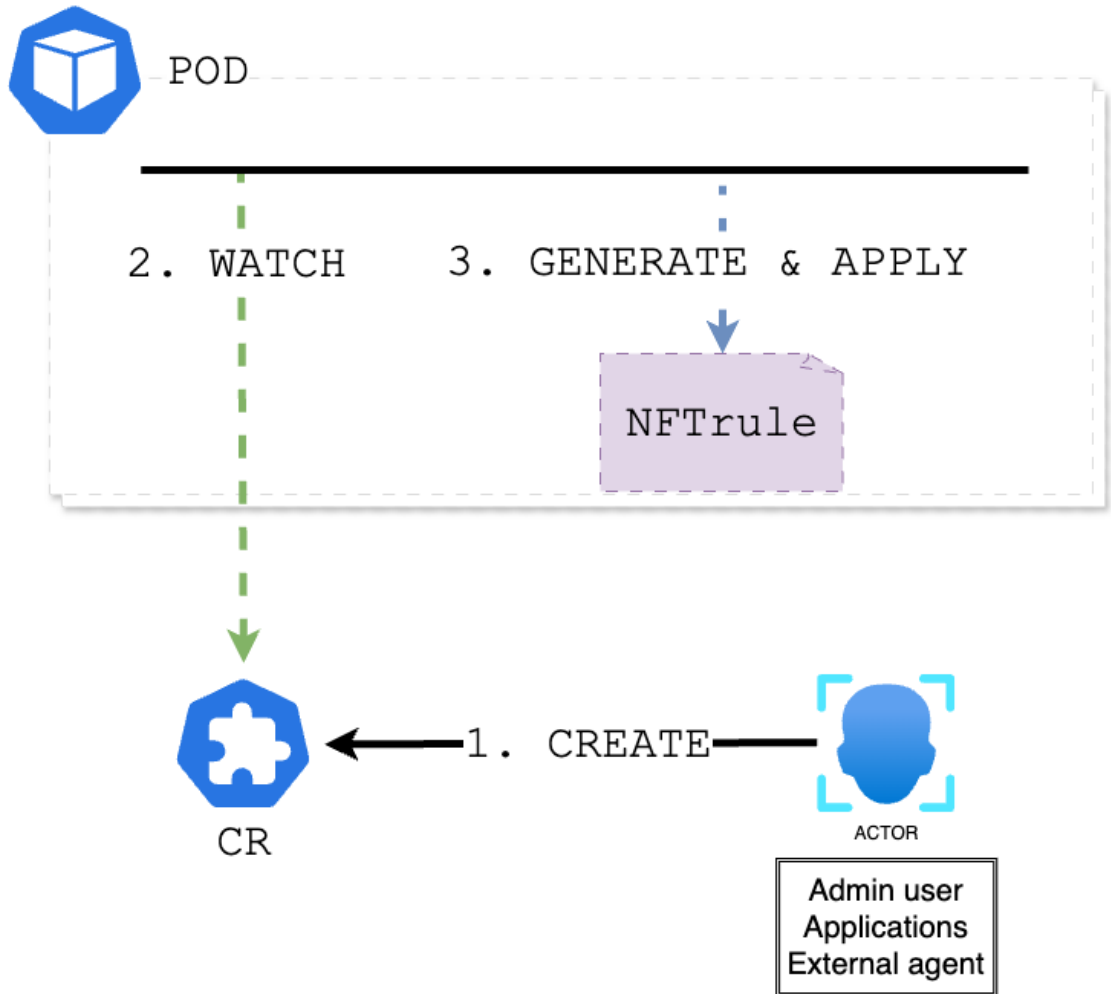 POD
2. WATCH
3. GENERATE & APPLY
NFTrule
1. CREATE
CR
ACTOR
Admin user
Applications
External agent